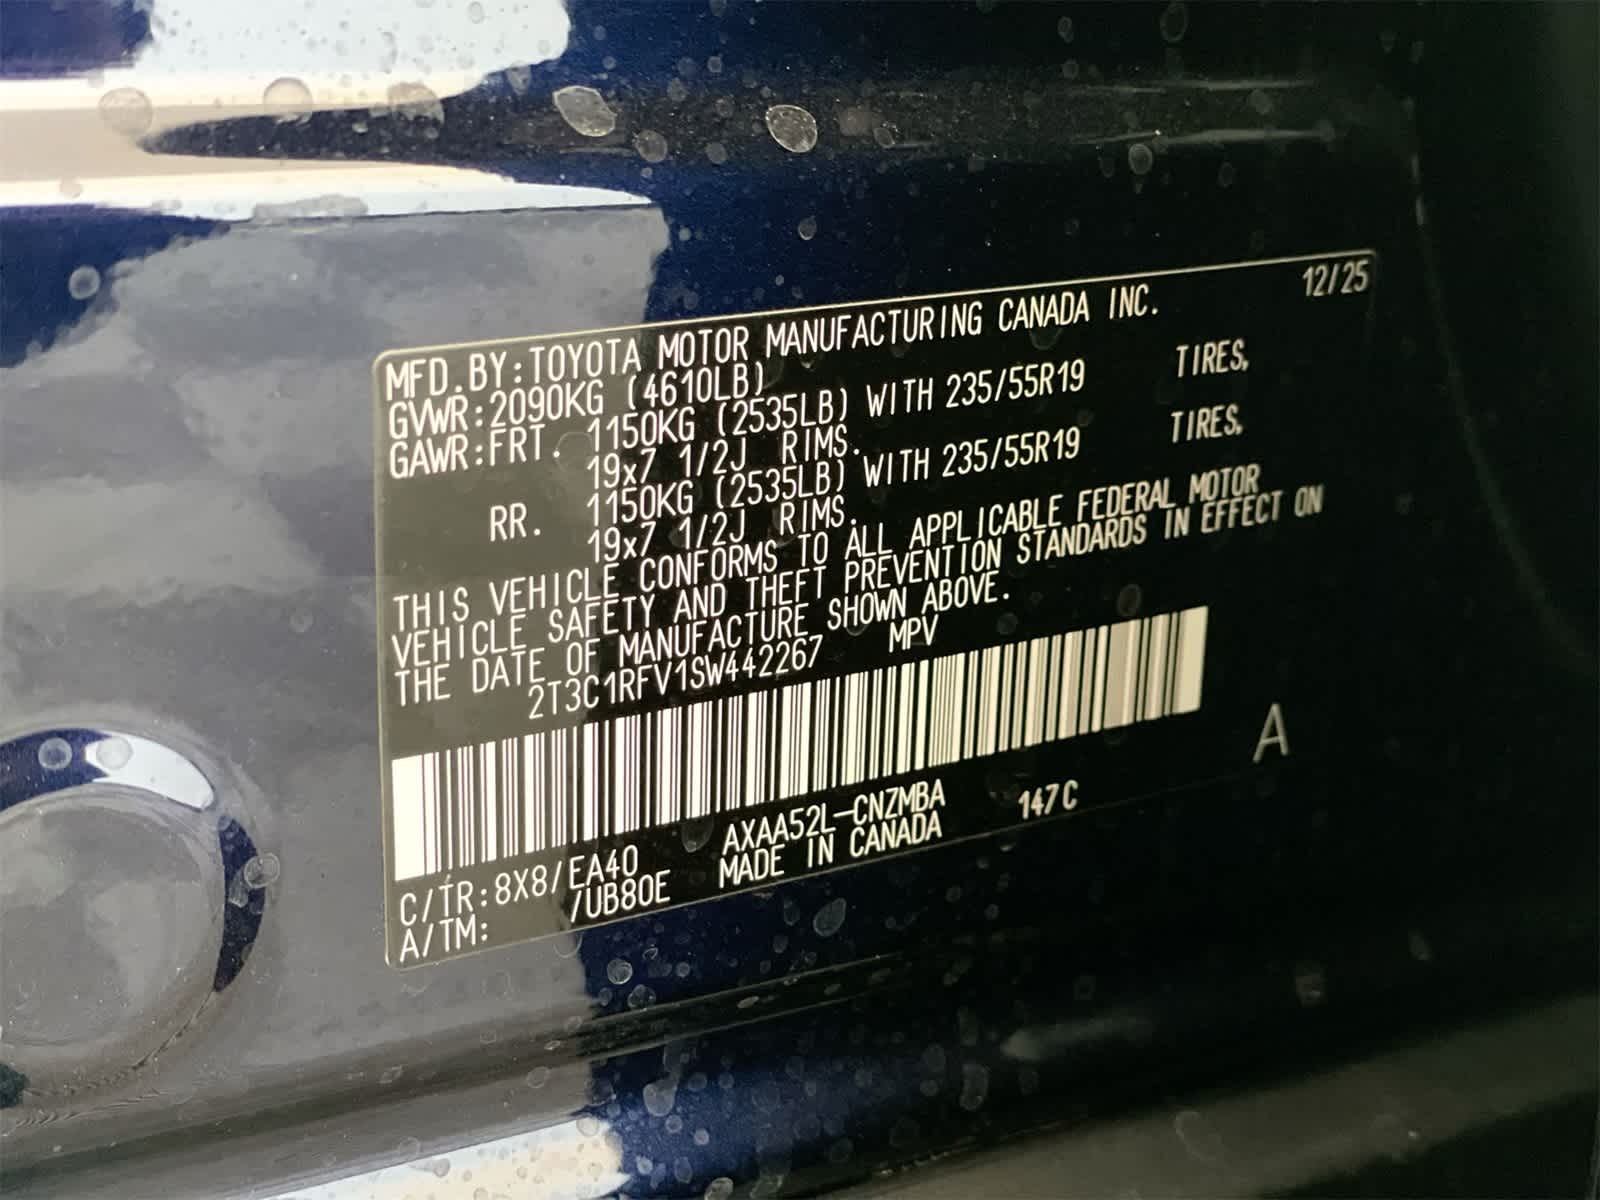 12/25
MFD.BY:TOYOTA MOTOR MANUFACTURING CANADA INC.
GVWR:2090KG (4610LB)
GAWR:FRT. 1150KG (2535LB) WITH 235/55R19 TIRES,
19x7 1/2J RIMS.
RR. 1150KG (2535LB) WITH 235/55R19 TIRES,
19x7 1/2J RIMS.
THIS VEHICLE CONFORMS TO ALL APPLICABLE FEDERAL MOTOR
VEHICLE SAFETY AND THEFT PREVENTION STANDARDS IN EFFECT ON
THE DATE OF MANUFACTURE SHOWN ABOVE.
2T3C1RFV1SW442267 MPV
A
C/TR:8X8/EA40 AXAA52L-CNZMBA 147C
A/TM: /UB80E MADE IN CANADA